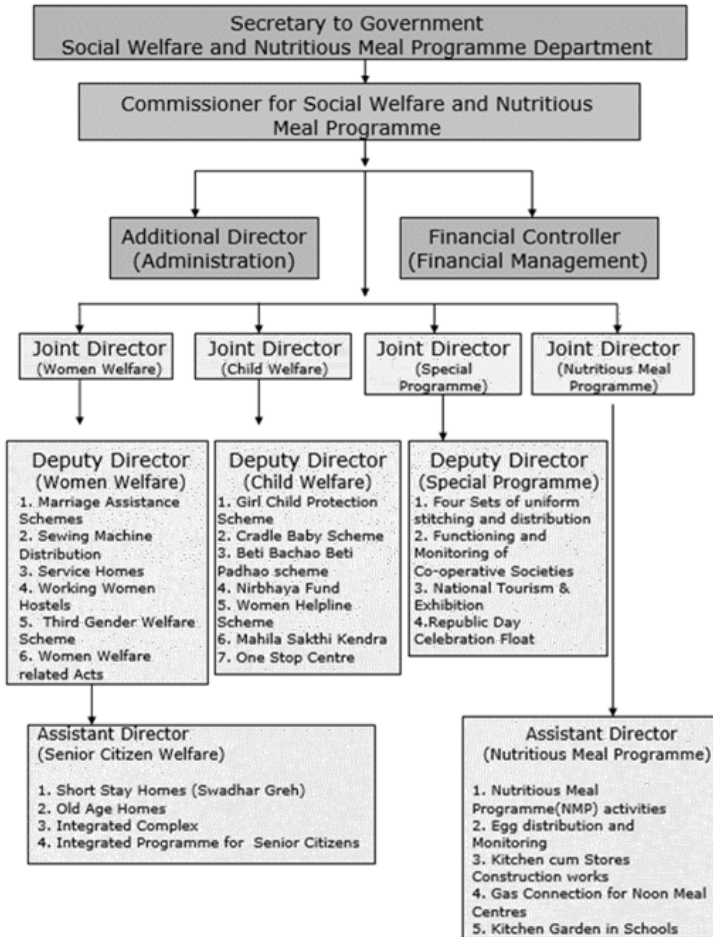 Secretary to Government
Social Welfare and Nutritious Meal Programme Department
Commissioner for Social Welfare and Nutritious
Meal Programme
Additional Director
(Administration)
Financial Controller
(Financial Management)
Joint Director
(Women Welfare)
Joint Director
(Child Welfare)
Joint Director
(Special
Programme)
Joint Director
(Nutritious Meal
Programme)
Deputy Director
(Women Welfare)
1. Marriage Assistance
Schemes
2. Sewing Machine
Distribution
3. Service Homes
4. Working Women
Hostels
5. Third Gender Welfare
Scheme
6. Women Welfare
related Acts
Deputy Director
(Child Welfare)
1. Girl Child Protection
Scheme
2. Cradle Baby Scheme
3. Beti Bachao Beti
Padhao scheme
4. Nirbhaya Fund
5. Women Helpline
Scheme
6. Mahila Sakthi Kendra
7. One Stop Centre
Deputy Director
(Special Programme)
1. Four Sets of uniform
stitching and distribution
2. Functioning and
Monitoring of
Co-operative Societies
3. National Tourism &
Exhibition
4.Republic Day
Celebration Float
Assistant Director
(Senior Citizen Welfare)
1. Short Stay Homes (Swadhar Greh)
2. Old Age Homes
3. Integrated Complex
4. Integrated Programme for Senior Citizens
Assistant Director
(Nutritious Meal Programme)
1. Nutritious Meal
Programme(NMP) activities
2. Egg distribution and
Monitoring
3. Kitchen cum Stores
Construction works
4. Gas Connection for Noon Meal
Centres
5. Kitchen Garden in Schools